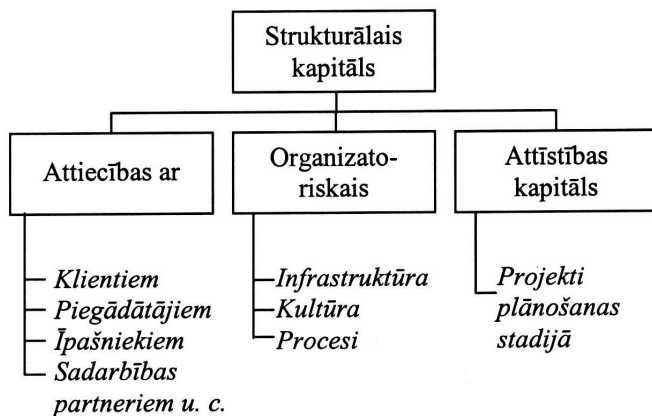 Strukturālais
kapitāls
Attiecības ar
Organizato-
riskais
Attīstības
kapitāls
Klientiem
Piegādātājiem
Īpašniekiem
Sadarbības
partneriem u. c.
Infrastruktūra
Kultūra
Procesi
Projekti
plānošanas
stadijā